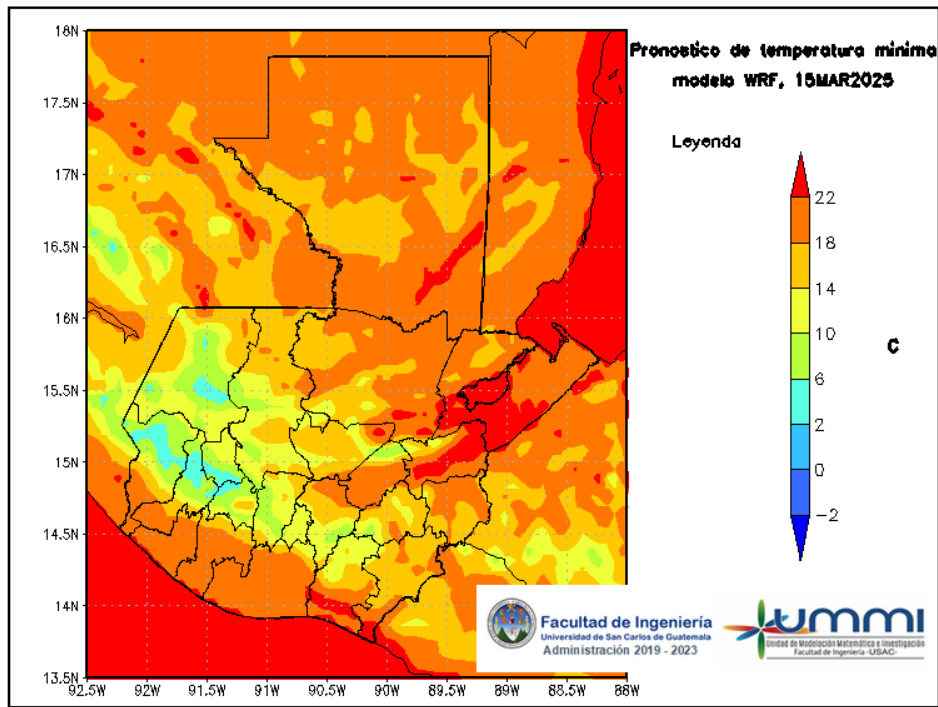 Pronostico de temperatura minima
modelo WRF, 15MAR2025
Leyenda
22
18
14
10
6
2
0
−2
C
18N
17.5N
17N
16.5N
16N
15.5N
15N
14.5N
14N
13.5N
92.5W
92W
91.5W
91W
90.5W
90W
89.5W
89W
88.5W
88W
Facultad de Ingeniería
Universidad de San Carlos de Guatemala
Administración 2019 - 2023
ummi
Unidad de Modelación Matemática e Investigación
Facultad de Ingeniería -USAC-